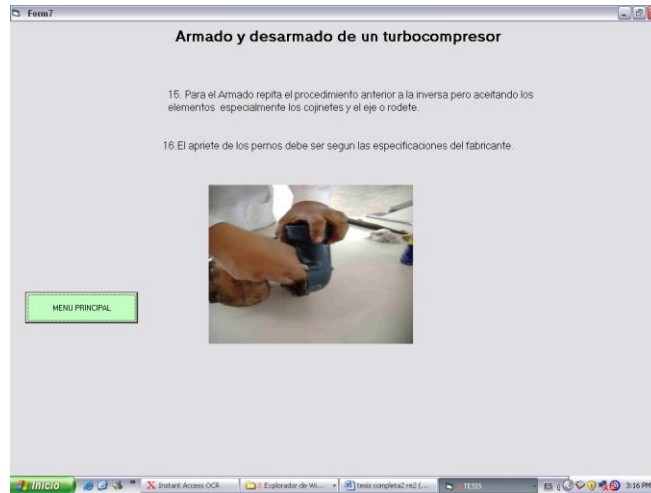 Form7
Armado y desarmado de un turbocompresor
15. Para el Armado repita el procedimiento anterior a la inversa pero aceitando los
elementos especialmente los cojinetes y el eje o rodete.
16.El apriete de los pernos debe ser segun las especificaciones del fabricante.
MENU PRINCIPAL
Inicio " Instant Access OCR 2 Explorador de Wi... tesis completa2 re2 (... TESIS ES 3:16 PM